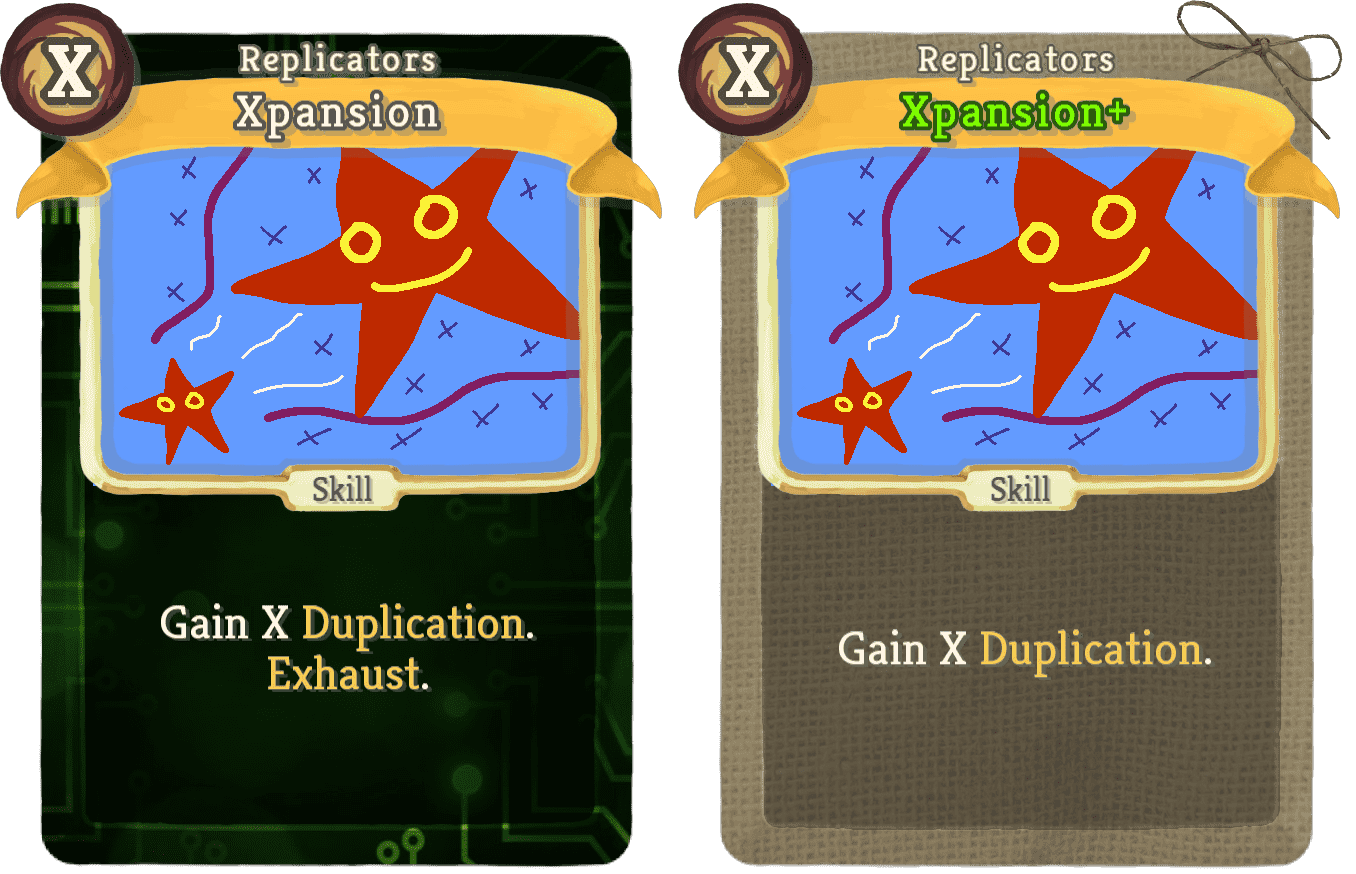 X
Replicators
Xpansion
Skill
Gain X Duplication.
Exhaust.
X
Replicators
Xpansion+
Skill
Gain X Duplication.